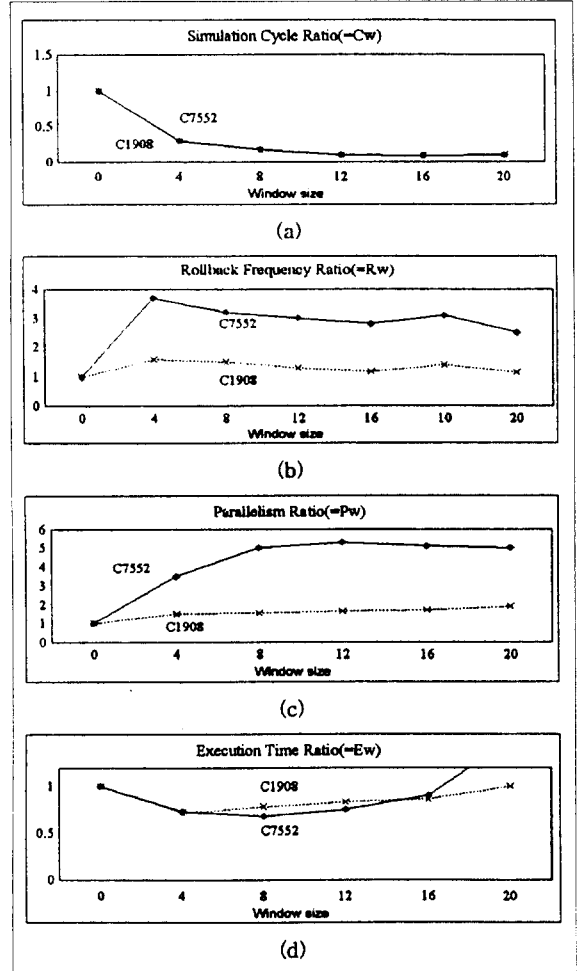 Simulation Cycle Ratio(=Cw)
1.5
1
0.5
0
C7552
C1908
0 4 8 12 16 20
Window size
(a)
Rollback Frequency Ratio(=Rw)
4
3
2
1
0
C7552
C1908
0 4 8 12 16 10 20
Window size
(b)
Parallelism Ratio(=Pw)
6
5
4
3
2
1
0
C7552
C1908
0 4 8 12 16 20
Window size
(c)
Execution Time Ratio(=Ew)
1
0.5
0
C1908
C7552
0 4 8 12 16 20
Window size
(d)